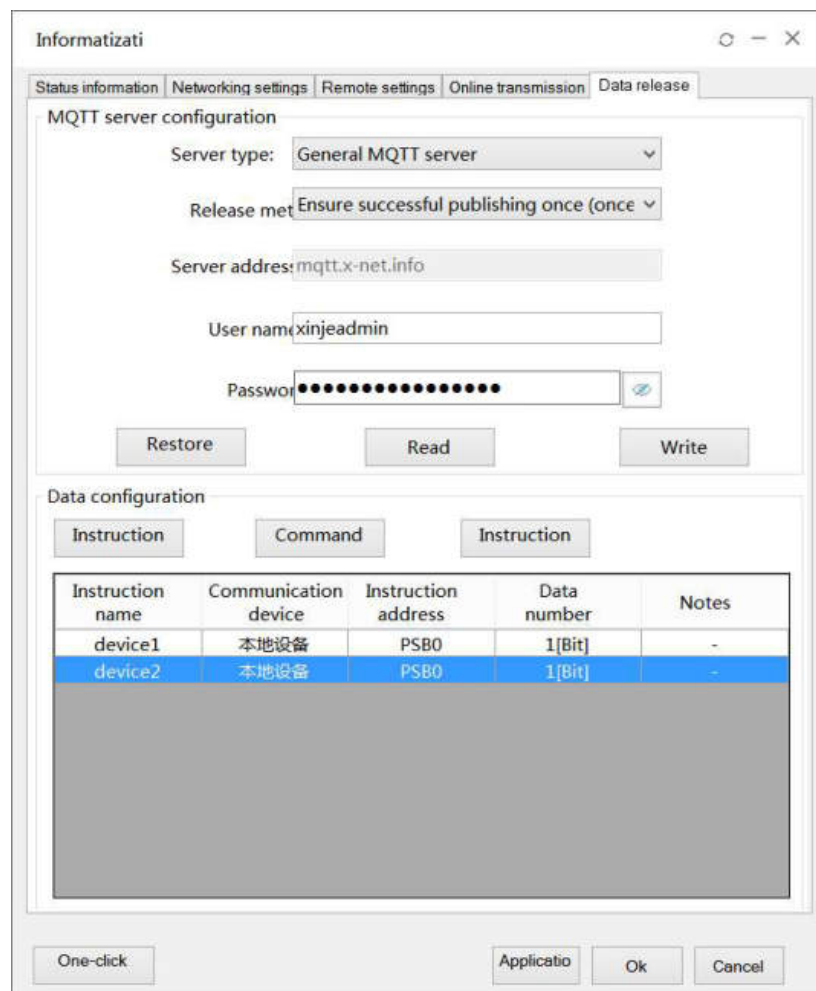 Informatizati
Status information Networking settings Remote settings Online transmission Data release
MQTT server configuration
Server type: General MQTT server
Release met Ensure successful publishing once (once
Server addres: mqtt.x-net.info
User name xinjeadmin
Passwor ●●●●●●●●●●●●●●●●
Restore Read Write
Data configuration
Instruction Command Instruction
Instruction name Communication device Instruction address Data number Notes
device1 本地设备 PSB0 1[Bit] -
device2 本地设备 PSB0 1[Bit] -
One-click Applicatio Ok Cancel